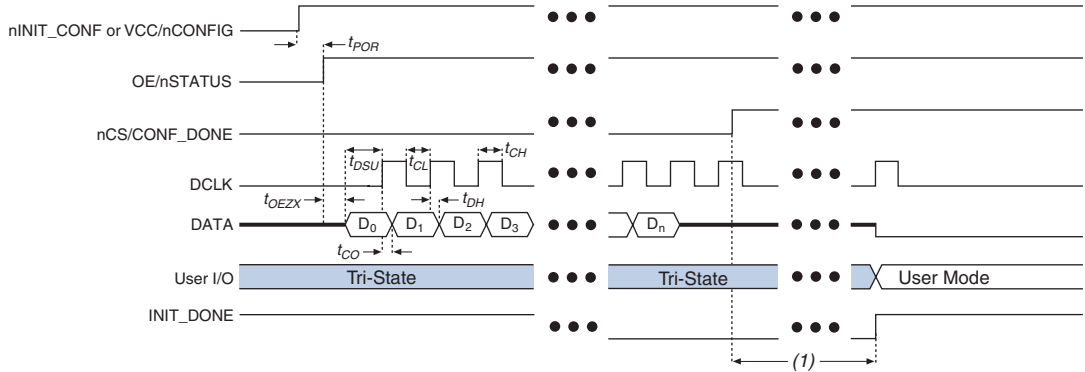 nINIT_CONF or VCC/nCONFIG
tPOR
OE/nSTATUS
nCS/CONF_DONE
tDSU
tCL
tCH
DCLK
tOEZX
tDH
DATA
D0 D1 D2 D3 Dn
tCO
User I/O Tri-State Tri-State User Mode
INIT_DONE
(1)